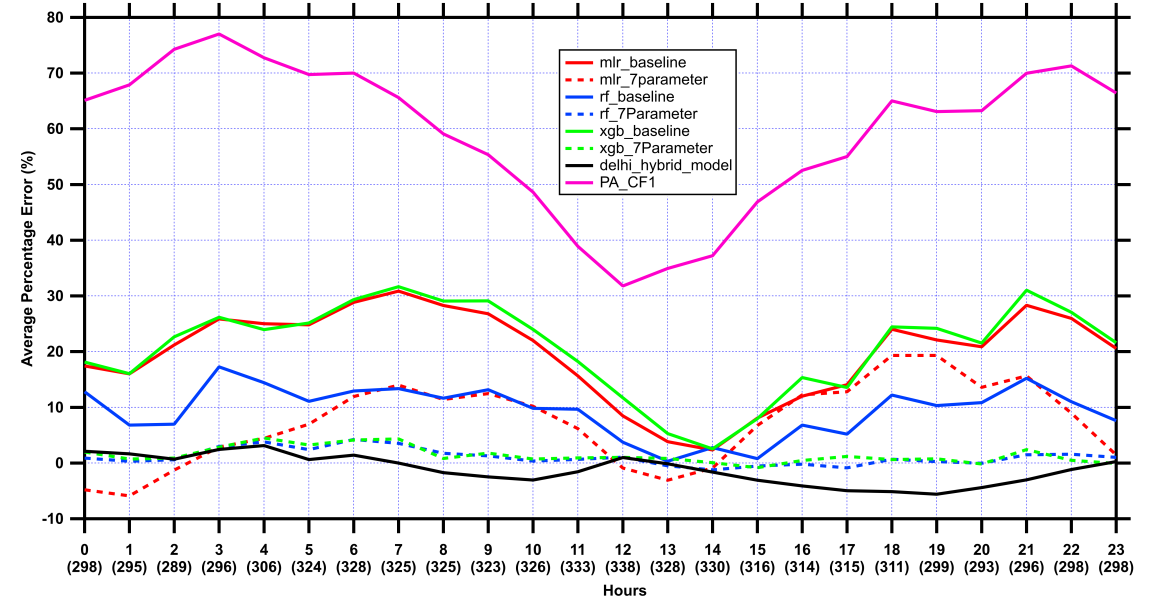 80
70
60
50
40
30
20
10
0
-10
Average Percentage Error (%)
mlr_baseline
mlr_7parameter
rf_baseline
rf_7Parameter
xgb_baseline
xgb_7Parameter
delhi_hybrid_model
PA_CF1
0 1 2 3 4 5 6 7 8 9 10 11 12 13 14 15 16 17 18 19 20 21 22 23
(298) (295) (289) (296) (306) (324) (328) (325) (325) (323) (326) (333) (338) (328) (330) (316) (314) (315) (311) (299) (293) (296) (298) (298)
Hours